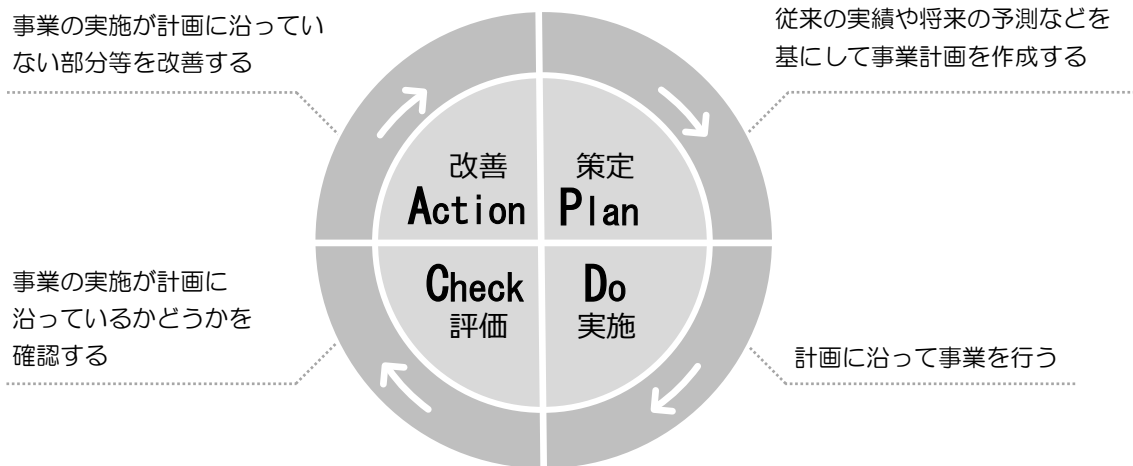 事業の実施が計画に沿ってい
ない部分等を改善する
従来の実績や将来の予測などを
基にして事業計画を作成する
改善
Action
策定
Plan
事業の実施が計画に
沿っているかどうかを
確認する
Check
評価
Do
実施
計画に沿って事業を行う